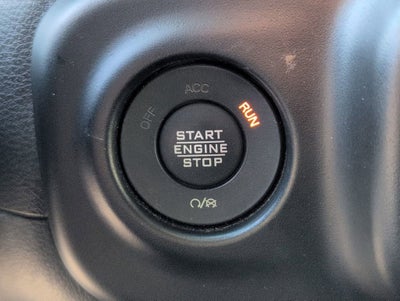 OFF
ACC
RUN
START
ENGINE
STOP